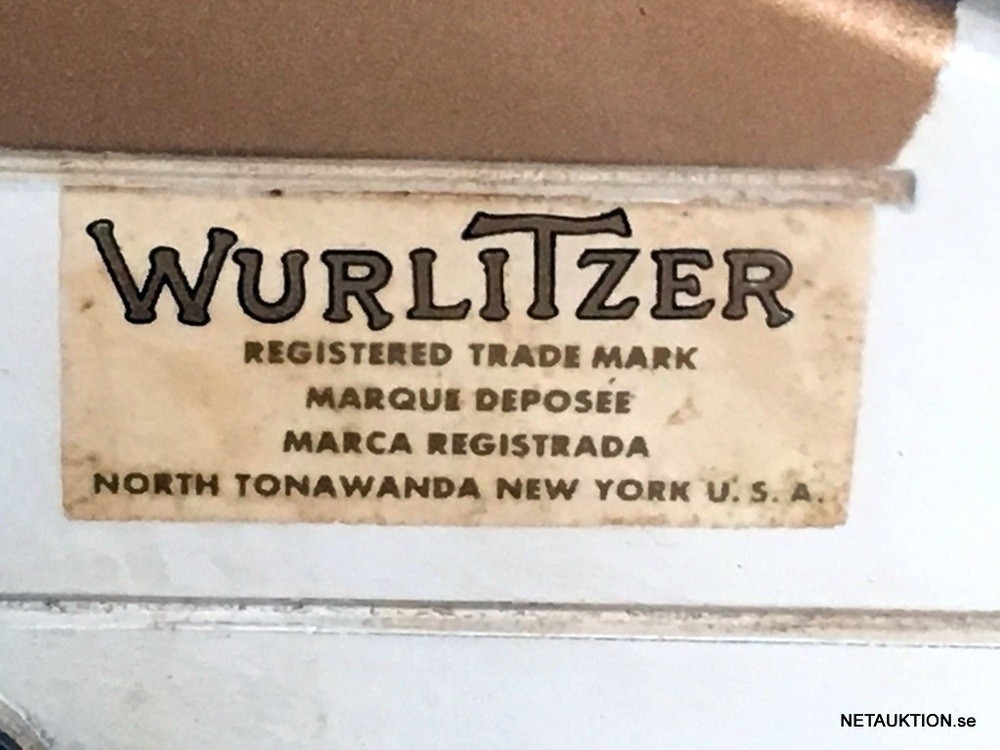 WURLITZER
REGISTERED TRADE MARK
MARQUE DEPOSÉE
MARCA REGISTRADA
NORTH TONAWANDA NEW YORK U. S. A.
NETAUKTION.se